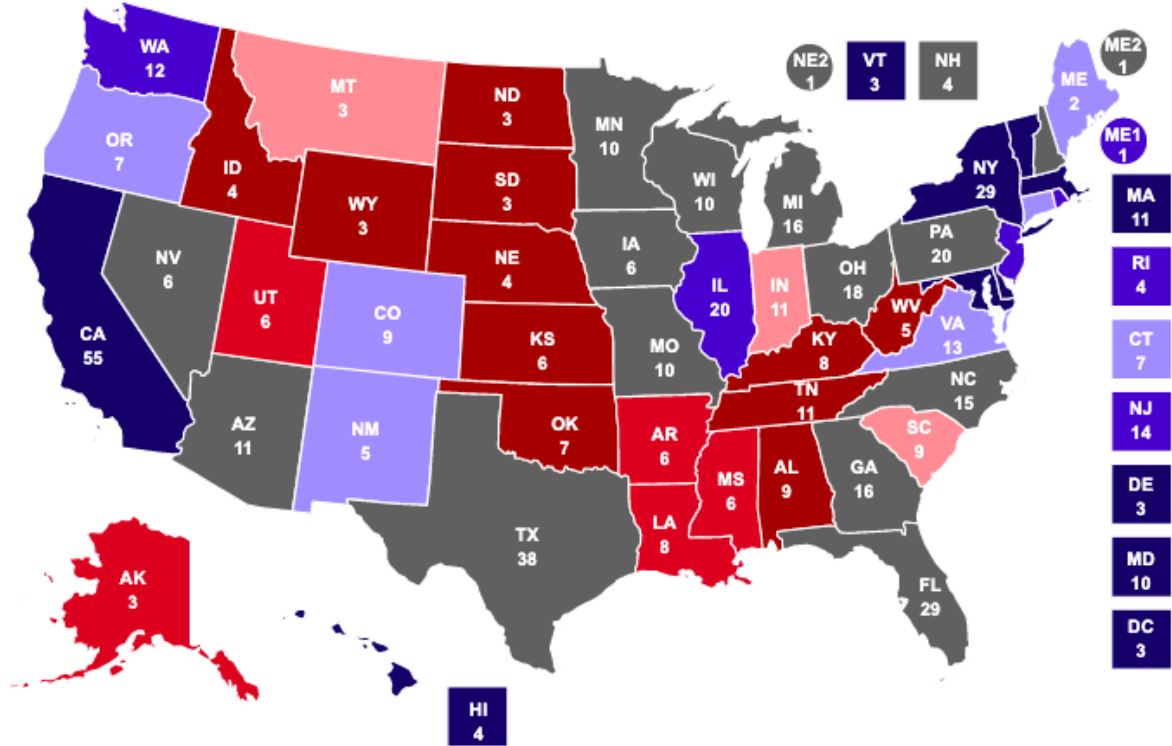 WA
12
OR
7
CA
55
NV
6
ID
4
MT
3
WY
3
UT
6
CO
9
AZ
11
NM
5
ND
3
SD
3
NE
4
KS
6
OK
7
TX
38
MN
10
IA
6
MO
10
AR
6
LA
8
WI
10
IL
20
MI
16
IN
11
OH
18
KY
8
TN
11
MS
6
AL
9
GA
16
FL
29
SC
9
NC
15
VA
13
WV
5
PA
20
NY
29
ME
2
AK
3
HI
4
NE2
1
VT
3
NH
4
ME2
1
ME1
1
MA
11
RI
4
CT
7
NJ
14
DE
3
MD
10
DC
3